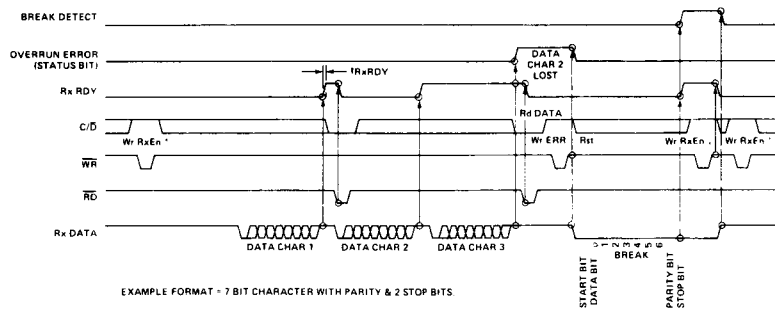 BREAK DETECT
OVERRUN ERROR
(STATUS BIT)
DATA
CHAR 2
LOST
tRxRDY
Rx RDY
Rd DATA
C/D
Wr RxEn
Wr ERR
Rst
Wr RxEn
Wr RxEn
WR
RD
Rx DATA
DATA CHAR 1
DATA CHAR 2
DATA CHAR 3
START BIT
DATA BIT
0 1 2 3 4 5 6
BREAK
PARITY BIT
STOP BIT
EXAMPLE FORMAT = 7 BIT CHARACTER WITH PARITY & 2 STOP BITS.